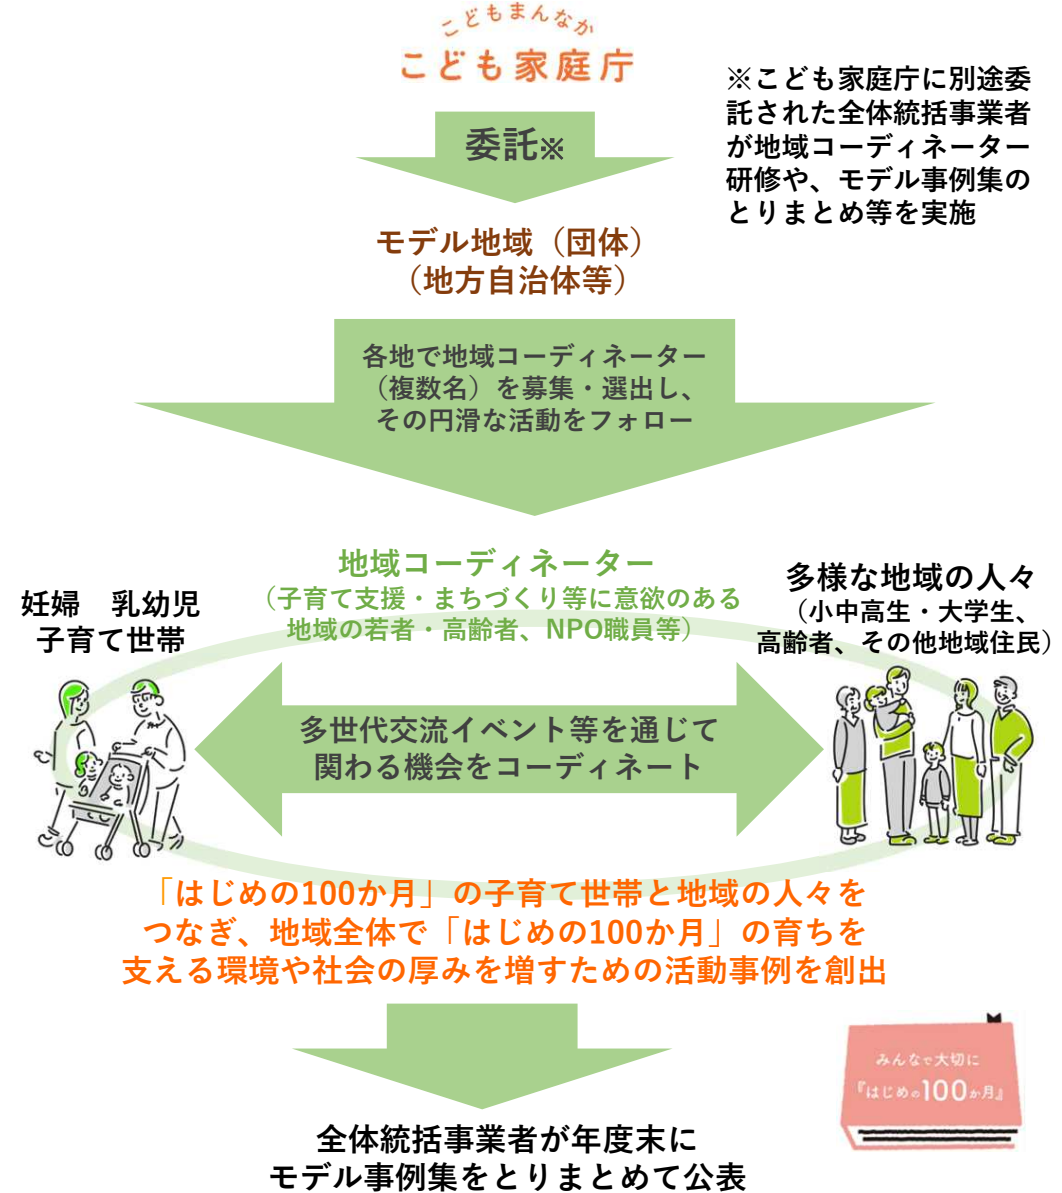 こどもまんなか
こども家庭庁
※こども家庭庁に別途委
託された全体統括事業者
が地域コーディネーター
研修や、モデル事例集の
とりまとめ等を実施
委託※
モデル地域（団体）
（地方自治体等）
各地で地域コーディネーター
（複数名）を募集・選出し、
その円滑な活動をフォロー
地域コーディネーター
（子育て支援・まちづくり等に意欲のある
地域の若者・高齢者、NPO職員等）
妊婦　乳幼児
子育て世帯
多様な地域の人々
（小中高生・大学生、
高齢者、その他地域住民）
多世代交流イベント等を通じて
関わる機会をコーディネート
「はじめの100か月」の子育て世帯と地域の人々を
つなぎ、地域全体で「はじめの100か月」の育ちを
支える環境や社会の厚みを増すための活動事例を創出
みんなで大切に
『はじめの100か月』
全体統括事業者が年度末に
モデル事例集をとりまとめて公表